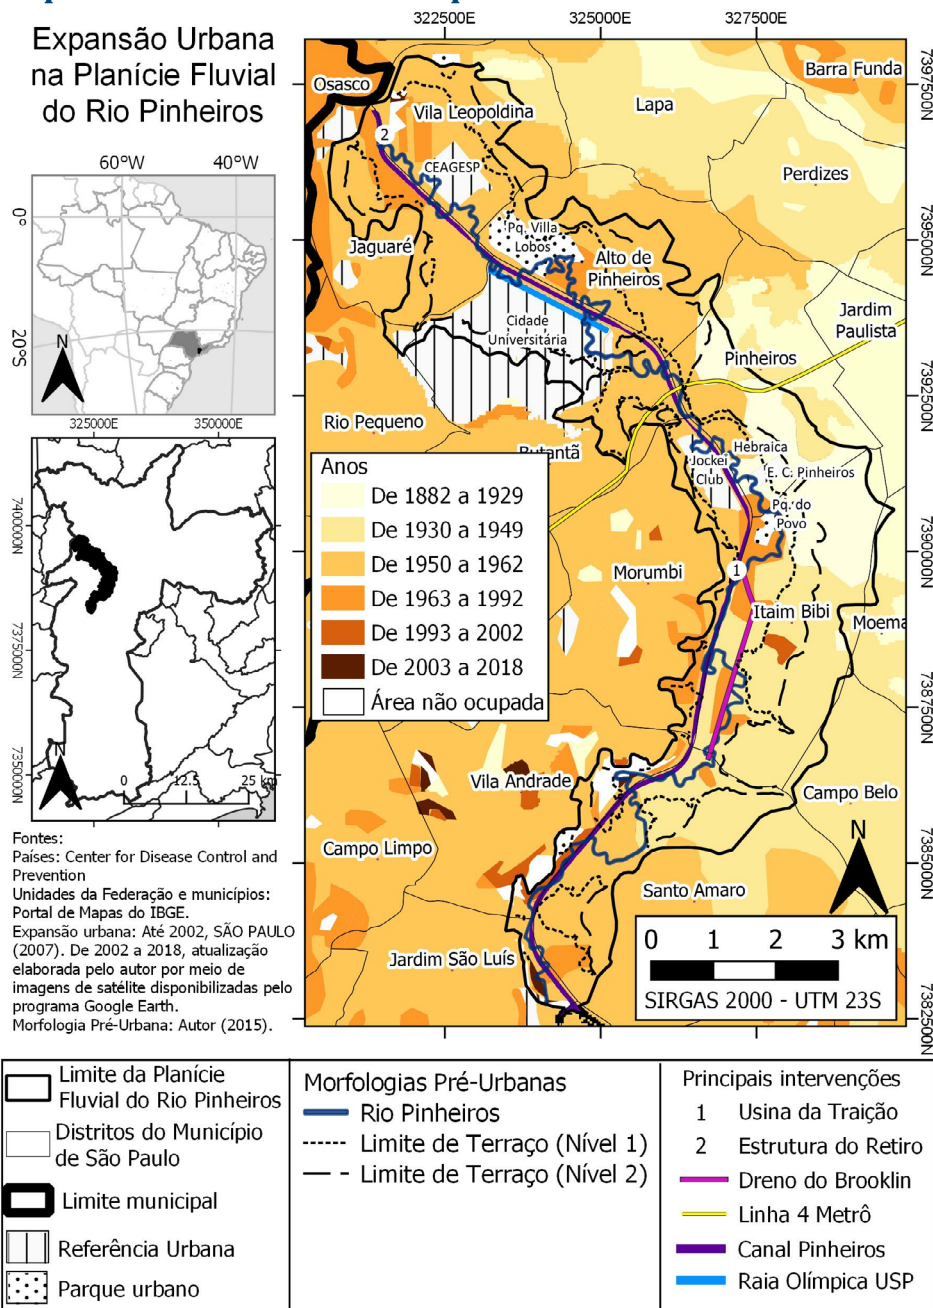 Expansão Urbana
na Planície Fluvial
do Rio Pinheiros
60°W 40°W
0°
20°S
N
325000E 350000E
7400000N
7375000N
7350000N
N
0 12.5 25 km
Fontes:
Países: Center for Disease Control and
Prevention
Unidades da Federação e municípios:
Portal de Mapas do IBGE.
Expansão urbana: Até 2002, SÃO PAULO
(2007). De 2002 a 2018, atualização
elaborada pelo autor por meio de
imagens de satélite disponibilizadas pelo
programa Google Earth.
Morfologia Pré-Urbana: Autor (2015).
322500E 325000E 327500E
7397500N
7395000N
7392500N
7390000N
7387500N
7385000N
7382500N
Osasco
Barra Funda
Vila Leopoldina
Lapa
2
CEAGESP
Perdizes
Pq. Villa
Lobos
Jaguaré
Alto de
Pinheiros
Cidade
Universitária
Jardim
Paulista
Pinheiros
Rio Pequeno
Butantã
Hebraica
Jockei
Club
E. C. Pinheiros
Pq. do
Povo
Anos
De 1882 a 1929
De 1930 a 1949
De 1950 a 1962
De 1963 a 1992
De 1993 a 2002
De 2003 a 2018
Área não ocupada
Morumbi
1
Itaim Bibi
Moema
Vila Andrade
Campo Belo
Campo Limpo
N
Santo Amaro
Jardim São Luís
0 1 2 3 km
SIRGAS 2000 - UTM 23S
Limite da Planície
Fluvial do Rio Pinheiros
Distritos do Município
de São Paulo
Limite municipal
Referência Urbana
Parque urbano
Morfologias Pré-Urbanas
Rio Pinheiros
Limite de Terraço (Nível 1)
Limite de Terraço (Nível 2)
Principais intervenções
1 Usina da Traição
2 Estrutura do Retiro
Dreno do Brooklin
Linha 4 Metrô
Canal Pinheiros
Raia Olímpica USP